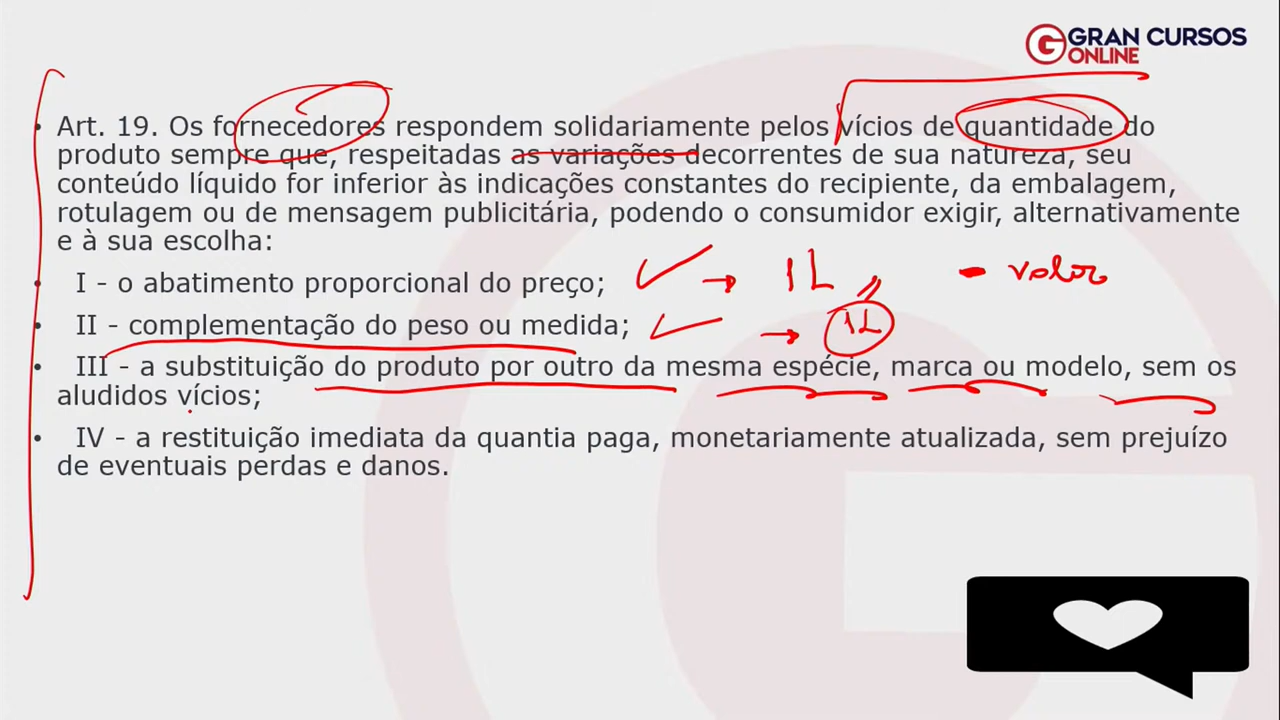 GRAN CURSOS
ONLINE
• Art. 19. Os fornecedores respondem solidariamente pelos vícios de quantidade do
produto sempre que, respeitadas as variações decorrentes de sua natureza, seu
conteúdo líquido for inferior às indicações constantes do recipiente, da embalagem,
rotulagem ou de mensagem publicitária, podendo o consumidor exigir, alternativamente
e à sua escolha:
• I - o abatimento proporcional do preço; → 1L - valor
• II - complementação do peso ou medida; → 1L
• III - a substituição do produto por outro da mesma espécie, marca ou modelo, sem os
aludidos vícios;
• IV - a restituição imediata da quantia paga, monetariamente atualizada, sem prejuízo
de eventuais perdas e danos.